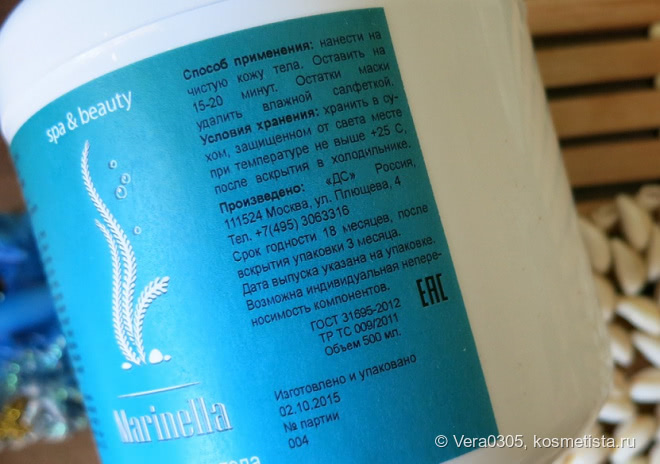 spa & beauty
Marinella
Способ применения: нанести на
чистую кожу тела. Оставить на
15-20 минут. Остатки маски
удалить влажной салфеткой.
Условия хранения: хранить в су-
хом, защищенном от света месте
при температуре не выше +25 С,
после вскрытия в холодильнике.
Произведено: «ДС» Россия,
111524 Москва, ул. Плющева, 4
Тел. +7(495) 3063316
Срок годности 18 месяцев, после
вскрытия упаковки 3 месяца.
Дата выпуска указана на упаковке.
Возможна индивидуальная непере-
носимость компонентов.
ГОСТ 31695-2012
ТР ТС 009/2011
Объем 500 мл.
EAC
Изготовлено и упаковано
02.10.2015
№ партии
004
© Vera0305, kosmetista.ru